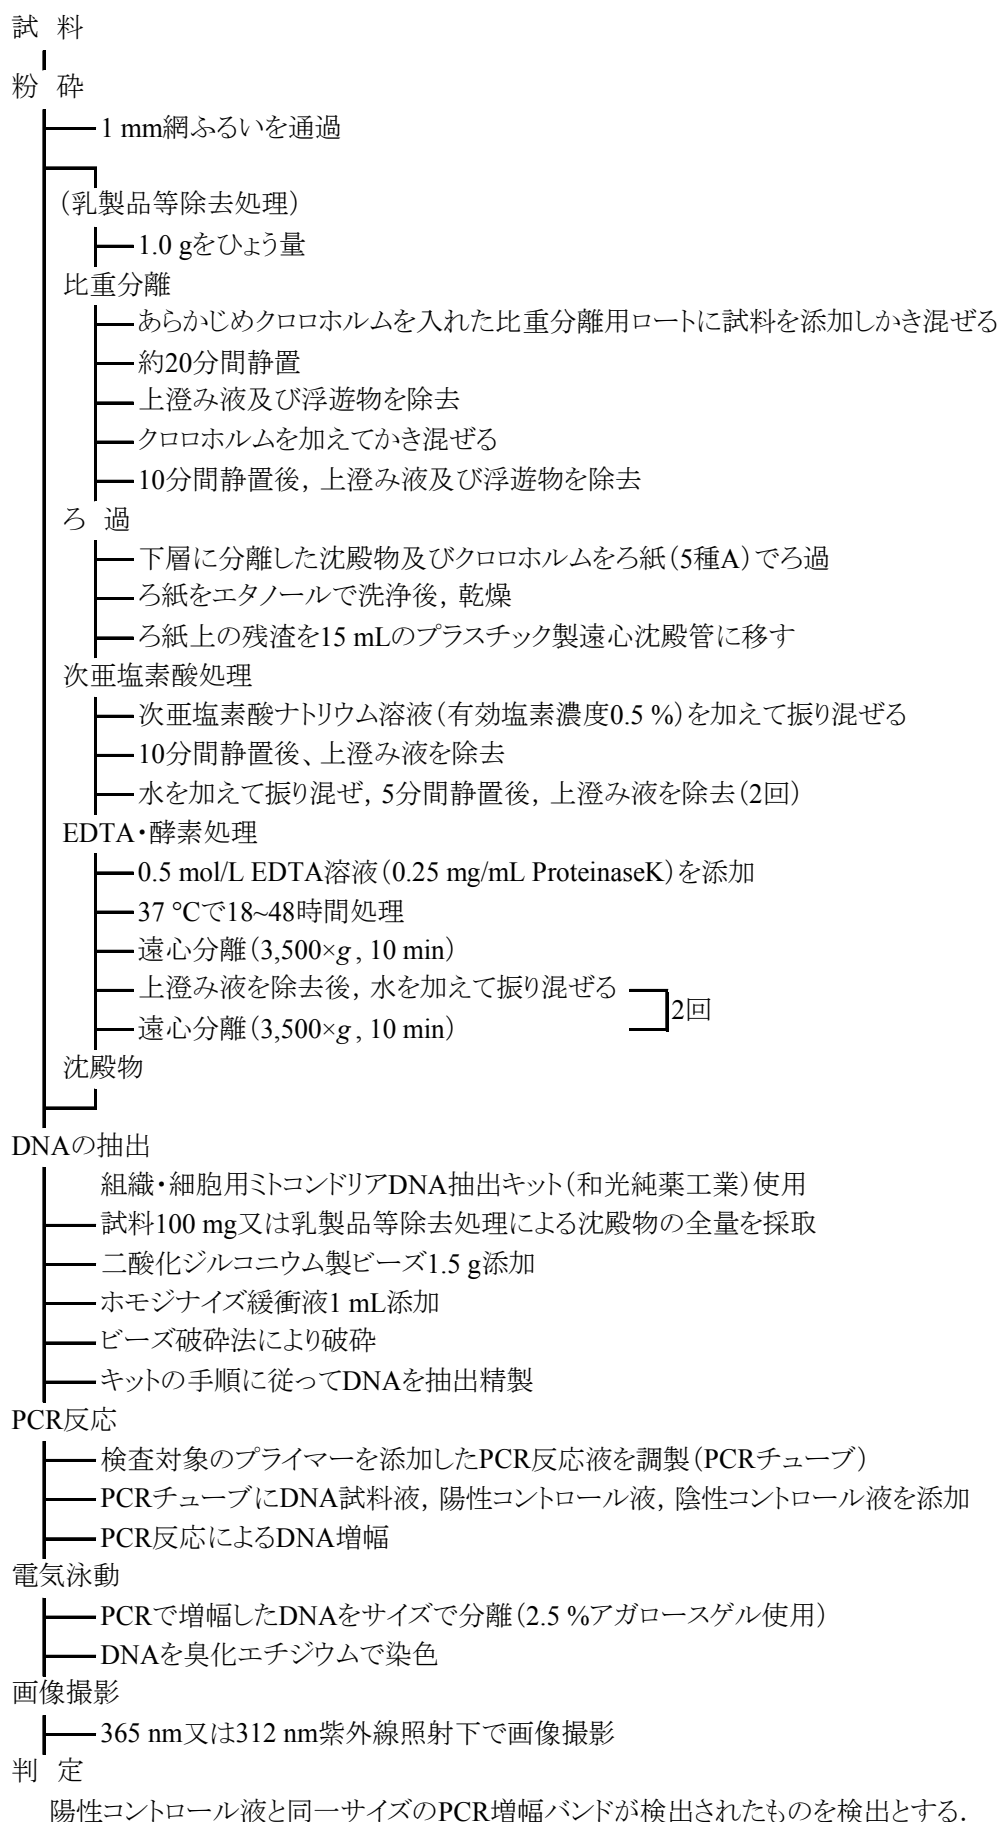 試 料
粉 砕
1 mm網ふるいを通過
(乳製品等除去処理)
1.0 gをひょう量
比重分離
あらかじめクロロホルムを入れた比重分離用ロートに試料を添加しかき混ぜる
約20分間静置
上澄み液及び浮遊物を除去
クロロホルムを加えてかき混ぜる
10分間静置後, 上澄み液及び浮遊物を除去
ろ 過
下層に分離した沈殿物及びクロロホルムをろ紙(5種A)でろ過
ろ紙をエタノールで洗浄後, 乾燥
ろ紙上の残渣を15 mLのプラスチック製遠心沈殿管に移す
次亜塩素酸処理
次亜塩素酸ナトリウム溶液(有効塩素濃度0.5 %)を加えて振り混ぜる
10分間静置後、上澄み液を除去
水を加えて振り混ぜ, 5分間静置後, 上澄み液を除去(2回)
EDTA・酵素処理
0.5 mol/L EDTA溶液(0.25 mg/mL ProteinaseK)を添加
37 °Cで18~48時間処理
遠心分離(3,500×g , 10 min)
上澄み液を除去後, 水を加えて振り混ぜる
2回
遠心分離(3,500×g , 10 min)
沈殿物
DNAの抽出
組織・細胞用ミトコンドリアDNA抽出キット(和光純薬工業)使用
試料100 mg又は乳製品等除去処理による沈殿物の全量を採取
二酸化ジルコニウム製ビーズ1.5 g添加
ホモジナイズ緩衝液1 mL添加
ビーズ破砕法により破砕
キットの手順に従ってDNAを抽出精製
PCR反応
検査対象のプライマーを添加したPCR反応液を調製(PCRチューブ)
PCRチューブにDNA試料液, 陽性コントロール液, 陰性コントロール液を添加
PCR反応によるDNA増幅
電気泳動
PCRで増幅したDNAをサイズで分離(2.5 %アガロースゲル使用)
DNAを臭化エチジウムで染色
画像撮影
365 nm又は312 nm紫外線照射下で画像撮影
判 定
陽性コントロール液と同一サイズのPCR増幅バンドが検出されたものを検出とする.